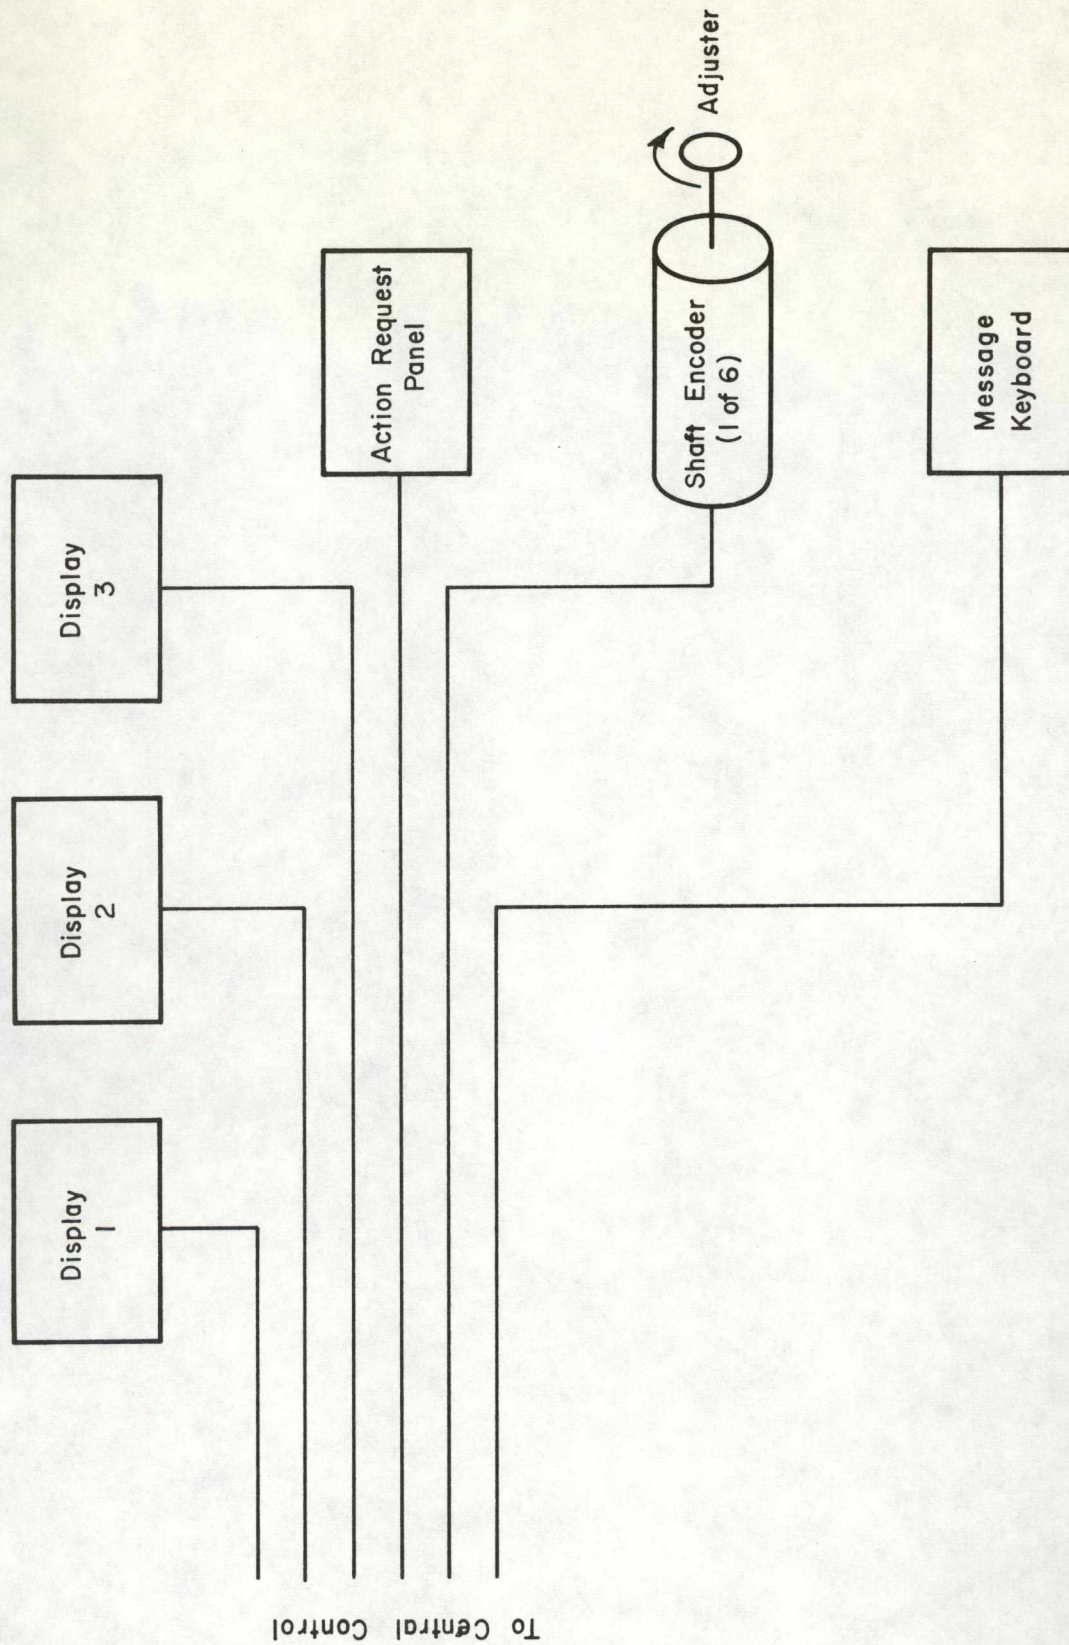 Display
1
Display
2
Display
3
Action Request
Panel
Shaft Encoder
(1 of 6)
Adjuster
Message
Keyboard
To Central Control